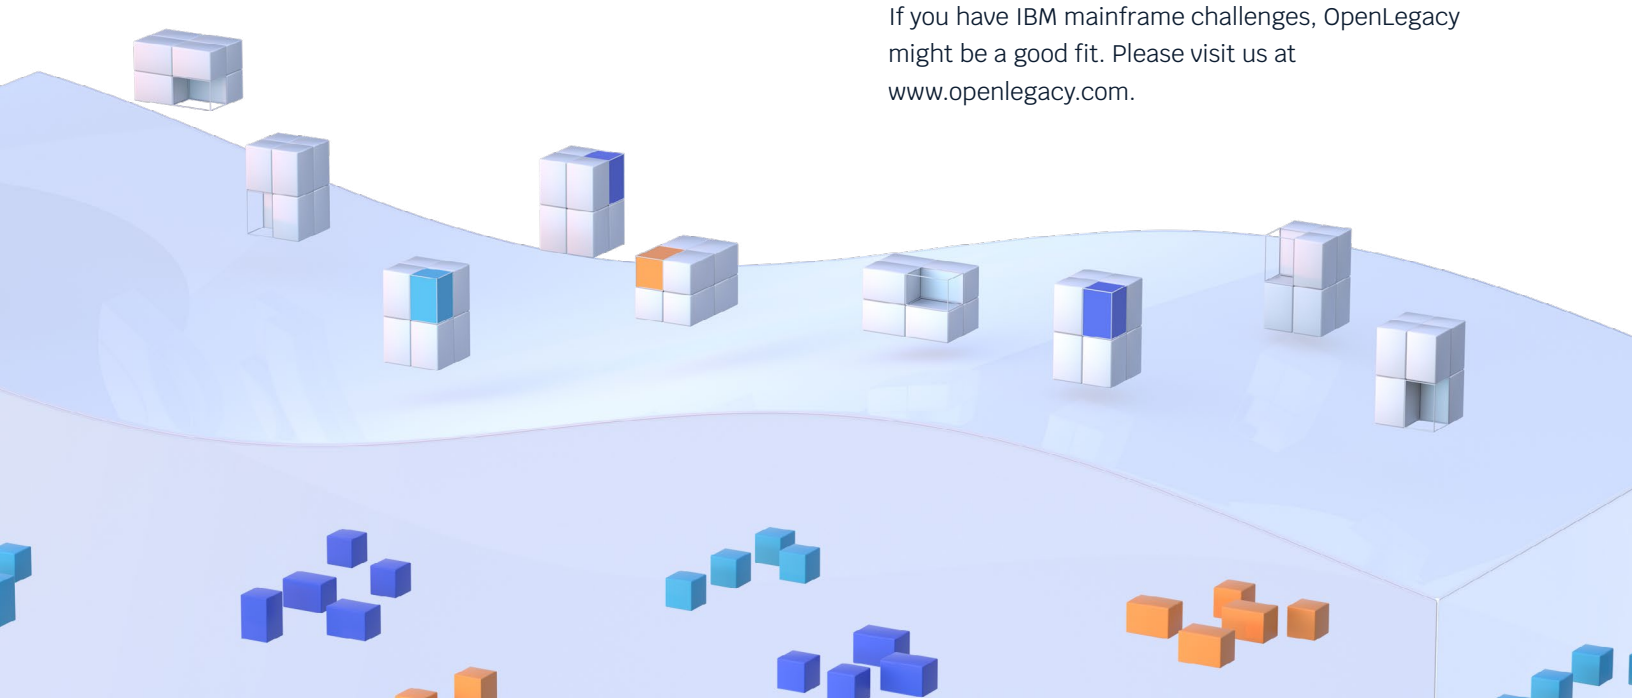 If you have IBM mainframe challenges, OpenLegacy
might be a good fit. Please visit us at
www.openlegacy.com.